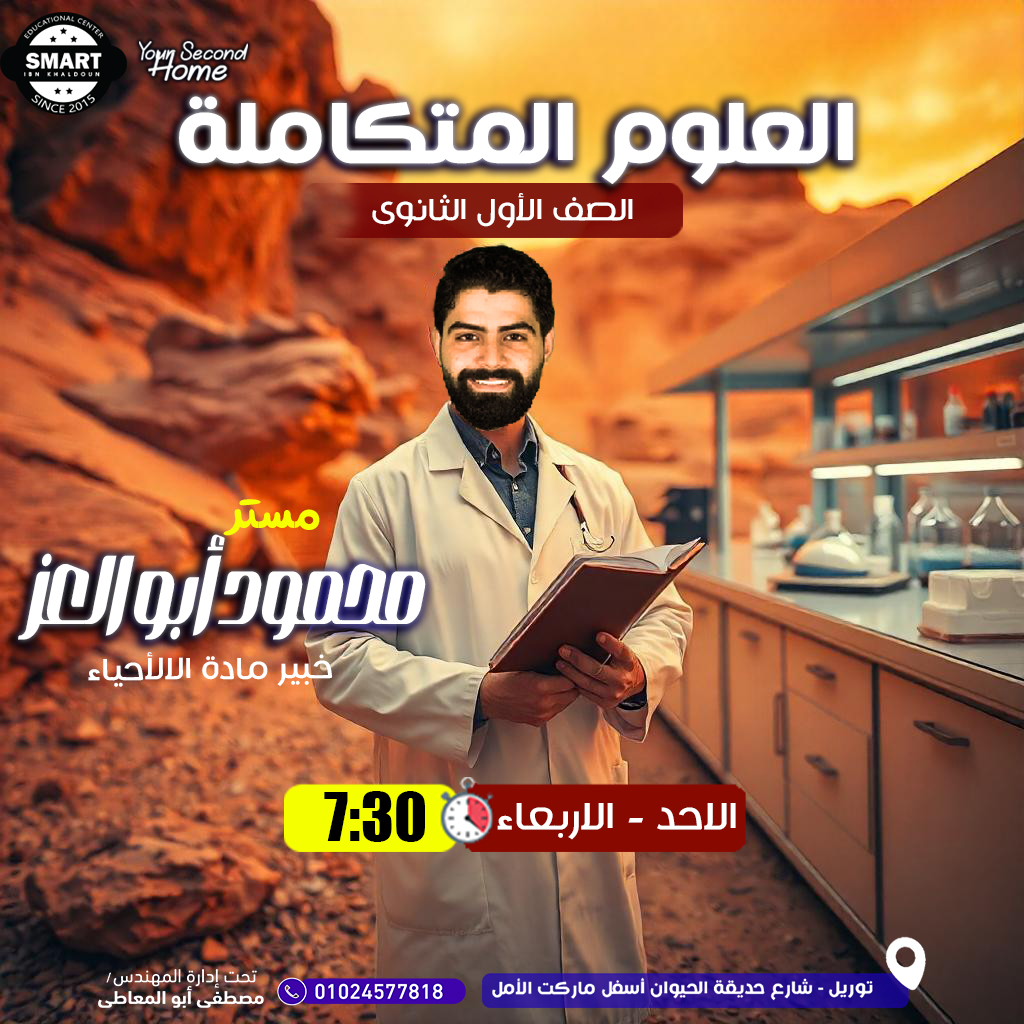 EDUCATIONAL CENTER
SMART
IBN KHALDOUN
SINCE 2015
Your Second
Home
العلوم المتكاملة
الصف الأول الثانوى
مستر
محمود أبو العز
خبير مادة الالأحياء
الاحد - الاربعاء
7:30
تحت إدارة المهندس/
مصطفى أبو المعاطى
01024577818
توريل - شارع حديقة الحيوان أسفل ماركت الأمل